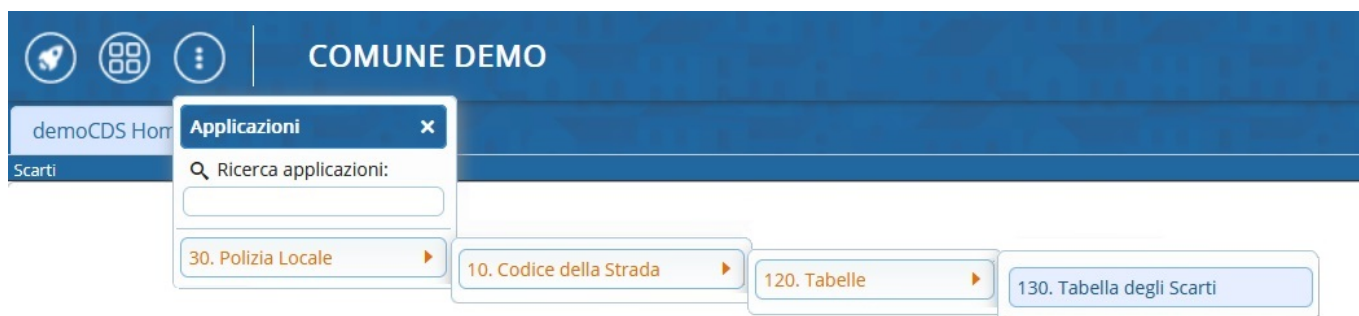 COMUNE DEMO
demoCDS Hom
Applicazioni
Scarti
Ricerca applicazioni:
30. Polizia Locale
10. Codice della Strada
120. Tabelle
130. Tabella degli Scarti